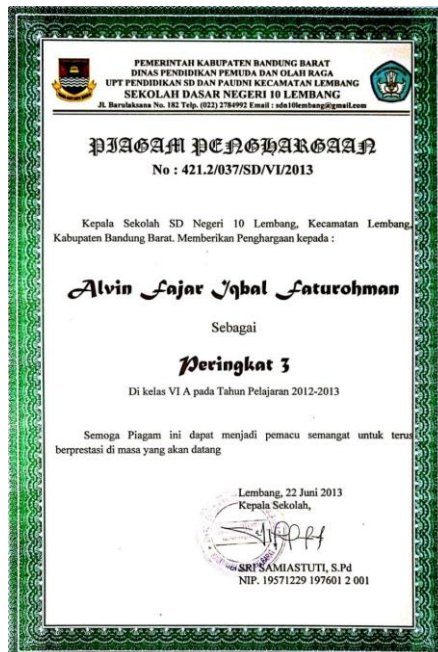 PEMERINTAH KABUPATEN BANDUNG BARAT
DINAS PENDIDIKAN PEMUDA DAN OLAH RAGA
UPT PENDIDIKAN SD DAN PAUDNI KECAMATAN LEMBANG
SEKOLAH DASAR NEGERI 10 LEMBANG
Jl. Barulaksana No. 182 Telp. (022) 2784992 Email : sdn10lembang@gmail.com
PIAGAM PENGHARGAAN
No : 421.2/037/SD/VI/2013
Kepala Sekolah SD Negeri 10 Lembang, Kecamatan Lembang,
Kabupaten Bandung Barat. Memberikan Penghargaan kepada :
Alvin Fajar Iqbal Faturohman
Sebagai
Peringkat 3
Di kelas VI A pada Tahun Pelajaran 2012-2013
Semoga Piagam ini dapat menjadi pemacu semangat untuk terus
berprestasi di masa yang akan datang
Lembang, 22 Juni 2013
Kepala Sekolah,
SRI SAMIASTUTI, S.Pd
NIP. 19571229 197601 2 001